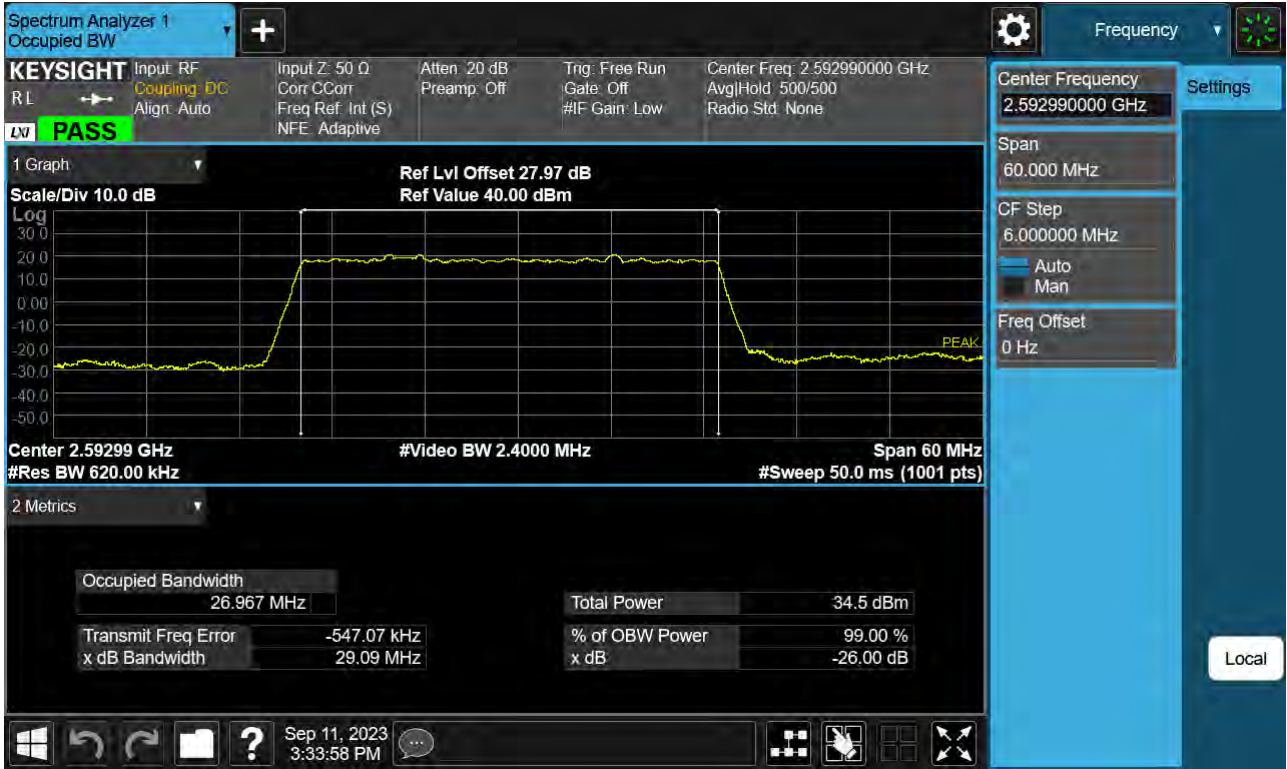 Spectrum Analyzer 1
Occupied BW
Frequency
KEYSIGHT
R L
LXI
PASS
Input: RF
Coupling: DC
Align: Auto
Input Z: 50 Ω
Corr CCorr
Freq Ref: Int (S)
NFE: Adaptive
Atten: 20 dB
Preamp: Off
Trig: Free Run
Gate: Off
#IF Gain: Low
Center Freq: 2.592990000 GHz
Avg|Hold: 500/500
Radio Std: None
1 Graph
Scale/Div 10.0 dB
Ref Lvl Offset 27.97 dB
Ref Value 40.00 dBm
Log
30.0
20.0
10.0
0.00
-10.0
-20.0
-30.0
-40.0
-50.0
PEAK
Center 2.59299 GHz
#Video BW 2.4000 MHz
Span 60 MHz
#Res BW 620.00 kHz
#Sweep 50.0 ms (1001 pts)
2 Metrics
Occupied Bandwidth
26.967 MHz
Total Power 34.5 dBm
Transmit Freq Error -547.07 kHz
% of OBW Power 99.00 %
x dB Bandwidth 29.09 MHz
x dB -26.00 dB
Center Frequency
2.592990000 GHz
Settings
Span
60.000 MHz
CF Step
6.000000 MHz
Auto
Man
Freq Offset
0 Hz
Local
?
Sep 11, 2023
3:33:58 PM